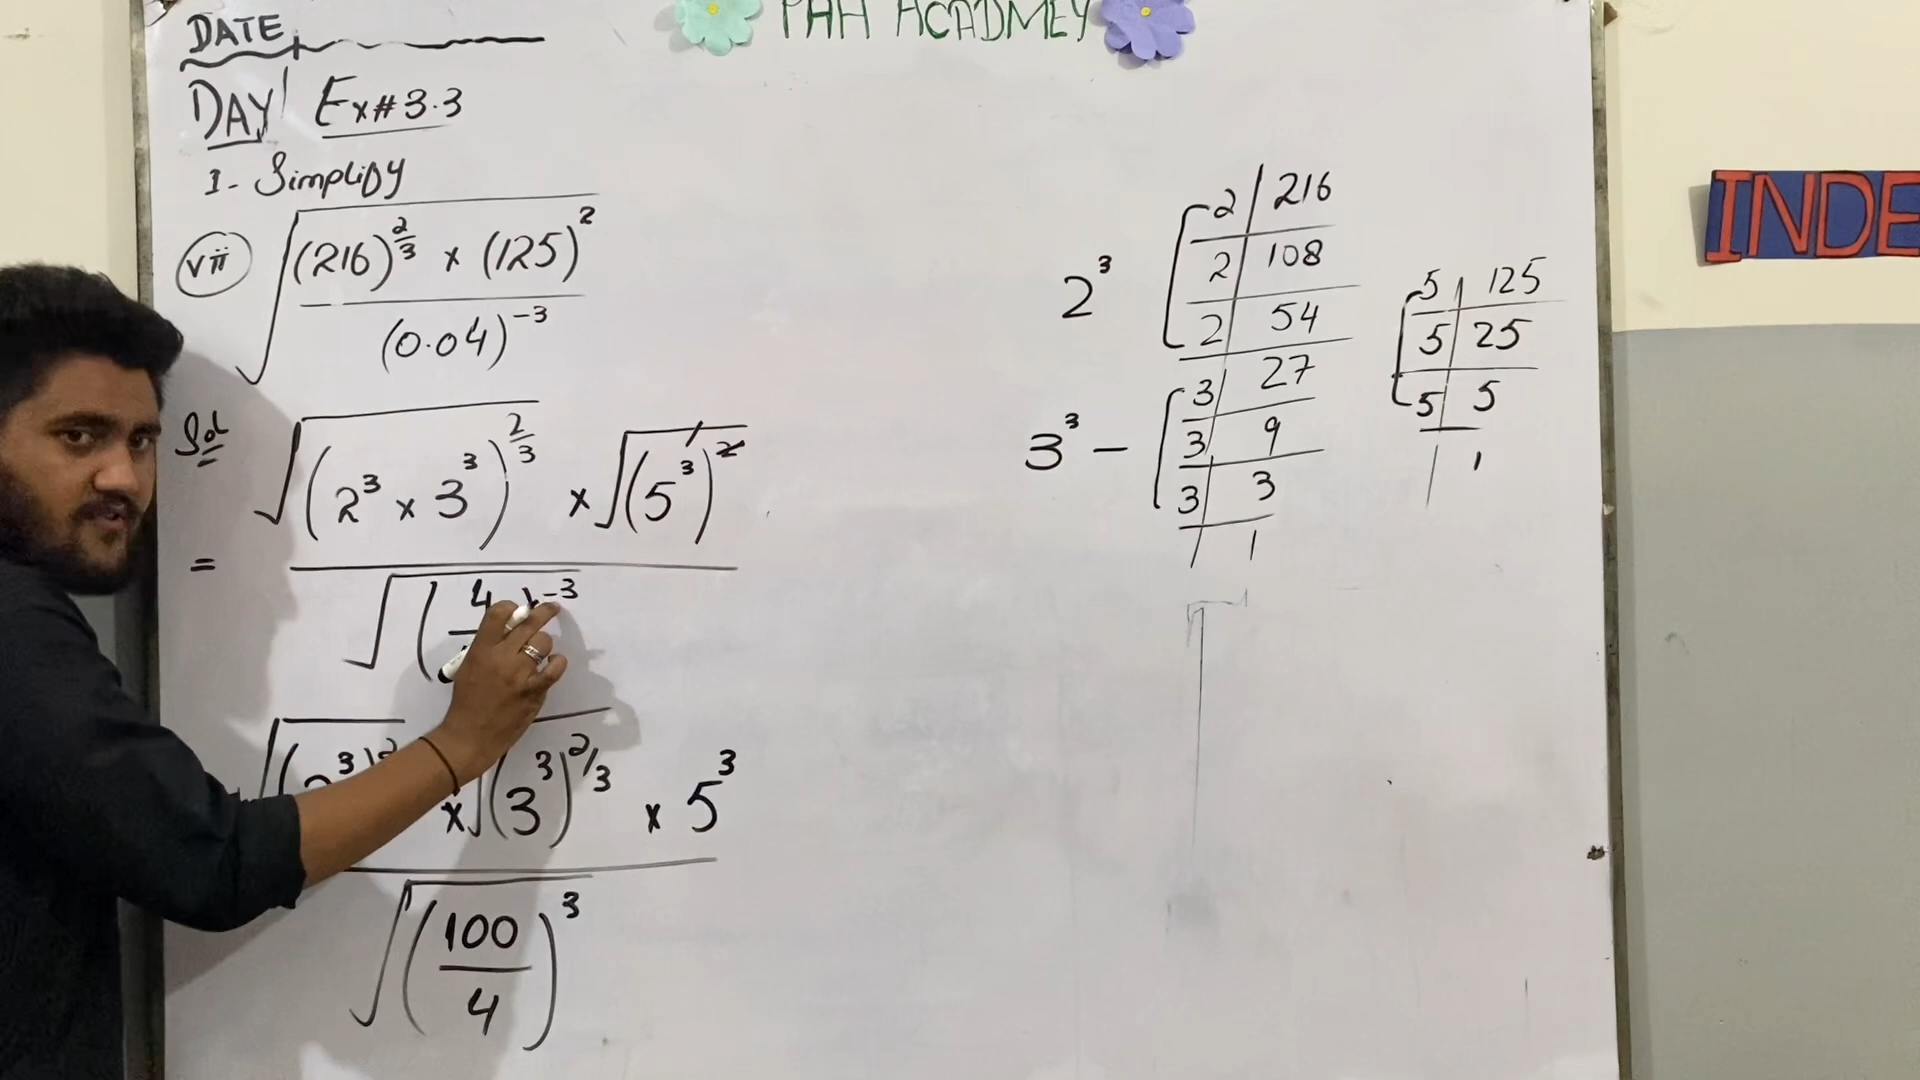 PAH ACADMEY
DATE
DAY Ex#3.3
1- Simplify
vii √((216)^(2/3) × (125)^2 / (0.04)^-3)
Sol
= √(2^3 × 3^3)^(2/3) × √(5^3)^2
√(4 )^-3
√( 3)^2 × √(3^3)^(2/3) × 5^3
√(100/4)^3
2 | 216
2^3 2 | 108
2 | 54
3 | 27
3^3 – 3 | 9
3 | 3
| 1
5 | 125
5 | 25
5 | 5
| 1
INDE